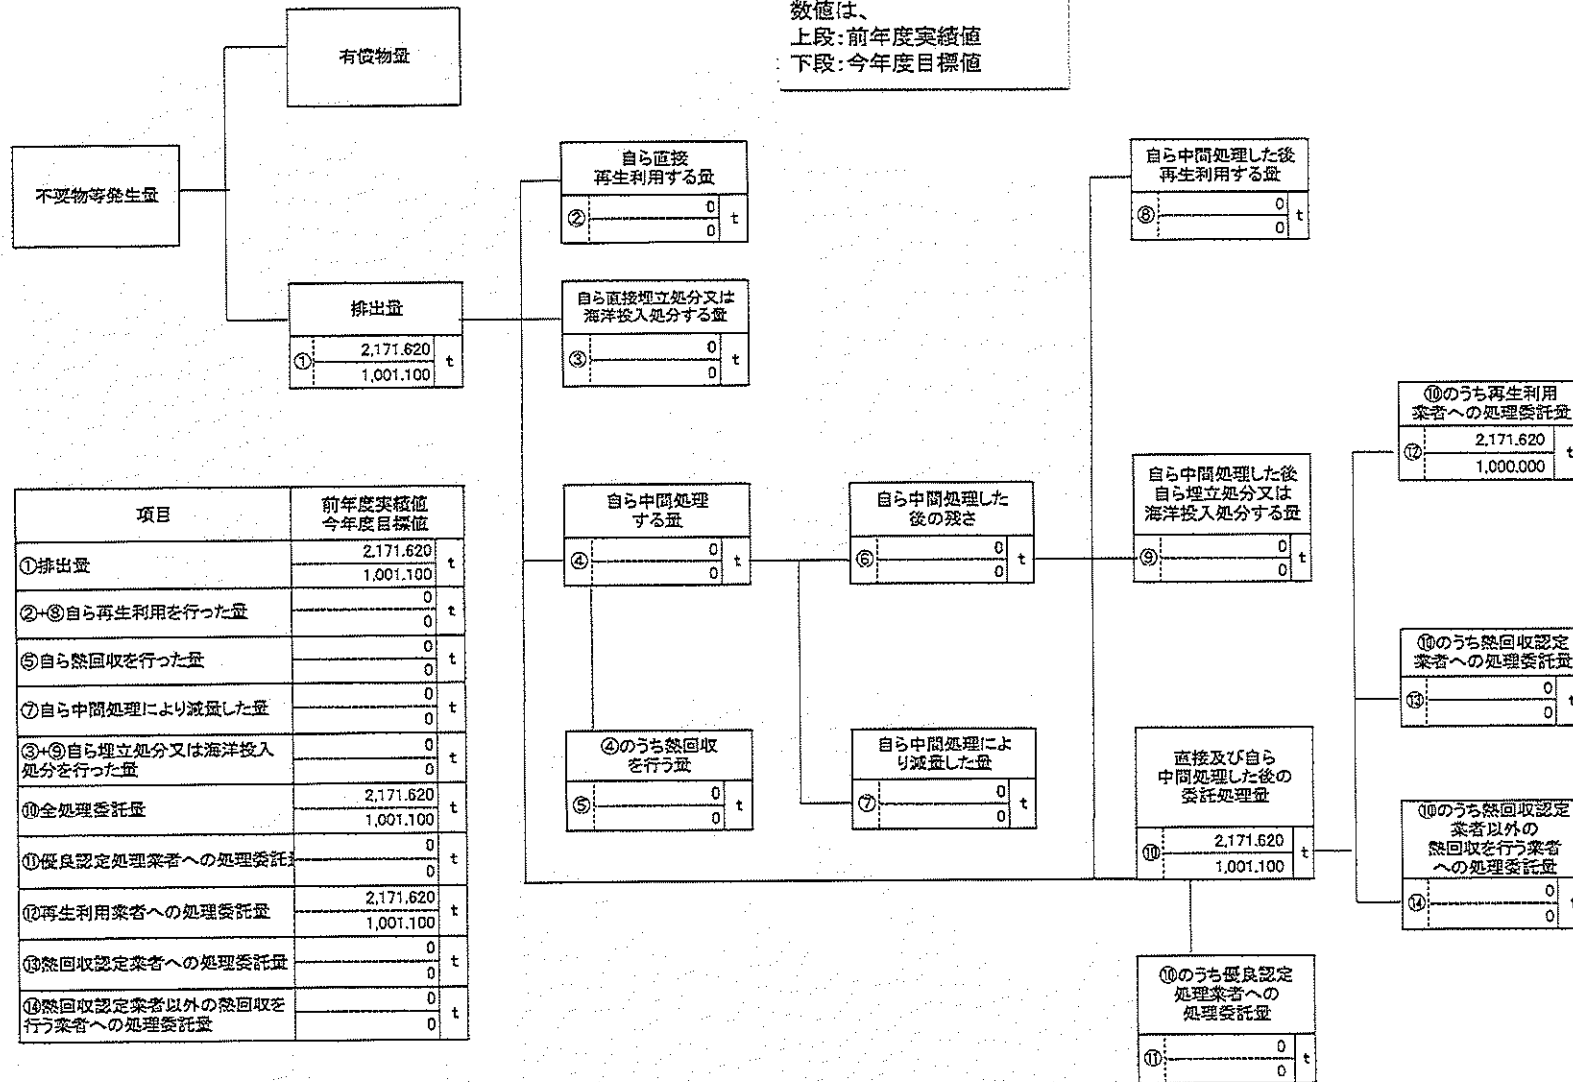 数値は、
上段:前年度実績値
下段:今年度目標値
有償物量
不要物等発生量
排出量
① 2,171.620 t
1,001.100
自ら直接
再生利用する量
② 0 t
0
自ら直接埋立処分又は
海洋投入処分する量
③ 0 t
0
自ら中間処理した後
再生利用する量
⑧ 0 t
0
自ら中間処理
する量
④ 0 t
0
自ら中間処理した
後の残さ
⑥ 0 t
0
自ら中間処理した後
自ら埋立処分又は
海洋投入処分する量
⑨ 0 t
0
④のうち熱回収
を行う量
⑤ 0 t
0
自ら中間処理によ
り減量した量
⑦ 0 t
0
直接及び自ら
中間処理した後の
委託処理量
⑩ 2,171.620 t
1,001.100
⑩のうち再生利用
業者への処理委託量
⑫ 2,171.620 t
1,000.000
⑩のうち熱回収認定
業者への処理委託量
⑬ 0 t
0
⑩のうち熱回収認定
業者以外の
熱回収を行う業者
への処理委託量
⑭ 0 t
0
⑩のうち優良認定
処理業者への
処理委託量
⑪ 0 t
0
項目 前年度実績値
今年度目標値
①排出量 2,171.620 t
1,001.100
②+⑧自ら再生利用を行った量 0 t
0
⑤自ら熱回収を行った量 0 t
0
⑦自ら中間処理により減量した量 0 t
0
③+⑨自ら埋立処分又は海洋投入
処分を行った量 0 t
0
⑩全処理委託量 2,171.620 t
1,001.100
⑪優良認定処理業者への処理委託 0 t
0
⑫再生利用業者への処理委託量 2,171.620 t
1,001.100
⑬熱回収認定業者への処理委託量 0 t
0
⑭熱回収認定業者以外の熱回収を
行う業者への処理委託量 0 t
0